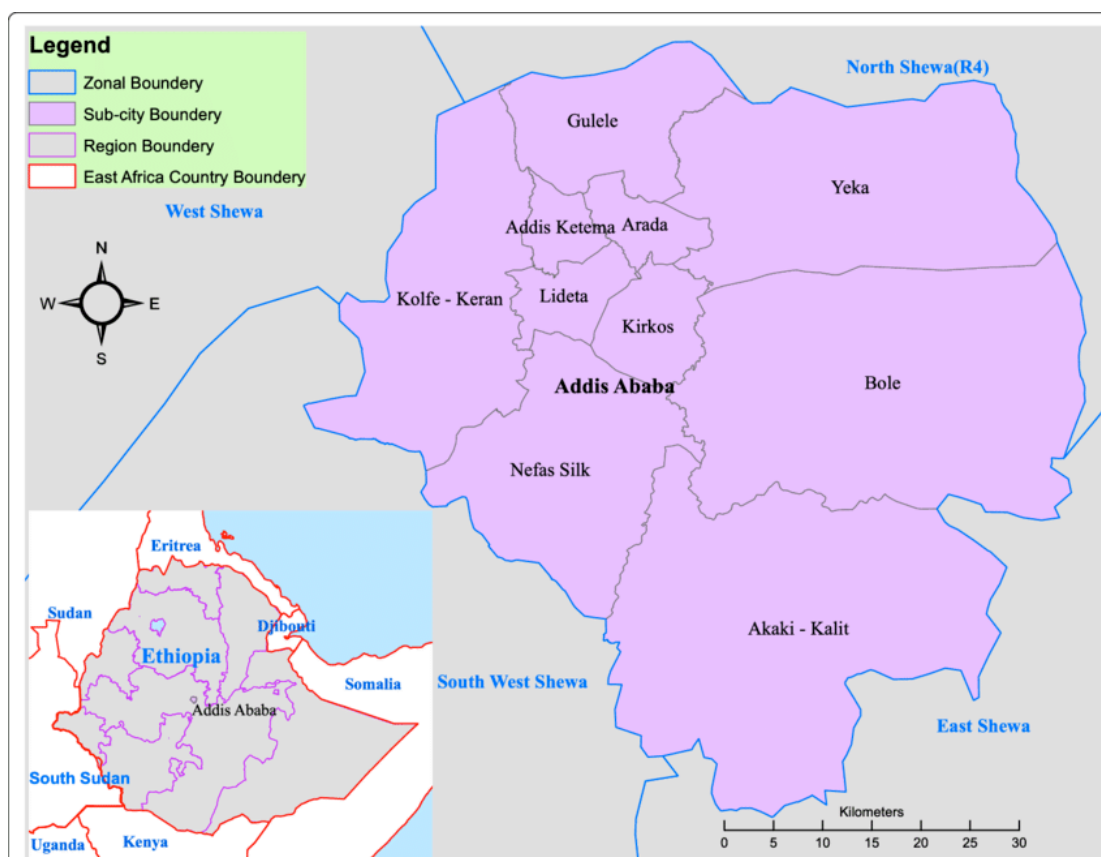 Legend
Zonal Boundery
Sub-city Boundery
Region Boundery
East Africa Country Boundery
North Shewa(R4)
Gulele
Yeka
West Shewa
Addis Ketema
Arada
N
W
E
S
Kolfe - Keran
Lideta
Kirkos
Addis Ababa
Bole
Nefas Silk
Akaki - Kalit
South West Shewa
East Shewa
Eritrea
Sudan
Djibouti
Ethiopia
Somalia
Addis Ababa
South Sudan
Uganda
Kenya
Kilometers
0 5 10 15 20 25 30